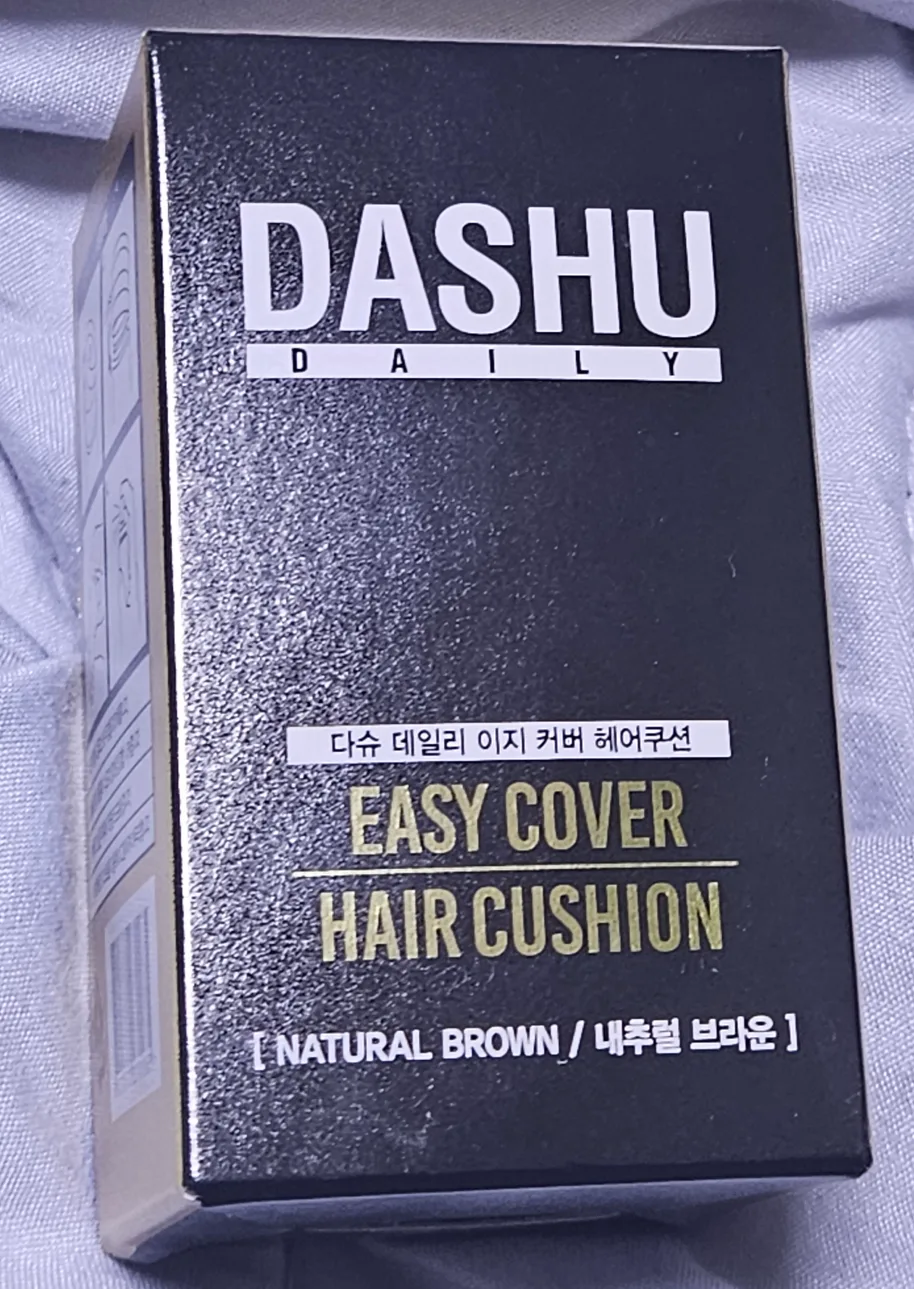 DASHU
DAILY
다슈 데일리 이지 커버 헤어쿠션
EASY COVER
HAIR CUSHION
[ NATURAL BROWN / 내추럴 브라운 ]